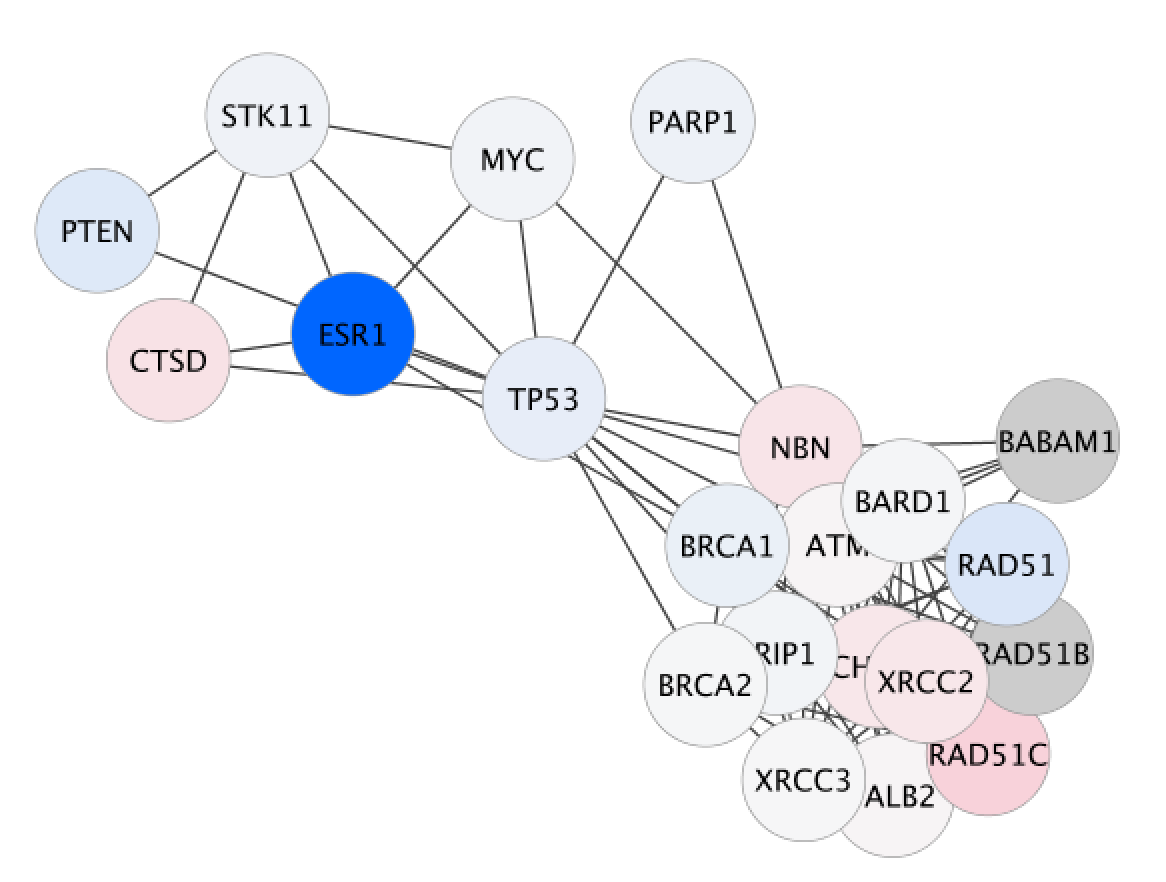 STK11
PARP1
MYC
PTEN
ESR1
CTSD
TP53
BABAM1
NBN
BARD1
BRCA1
ATM
RAD51
RIP1
RAD51B
CH
XRCC2
BRCA2
RAD51C
XRCC3
ALB2